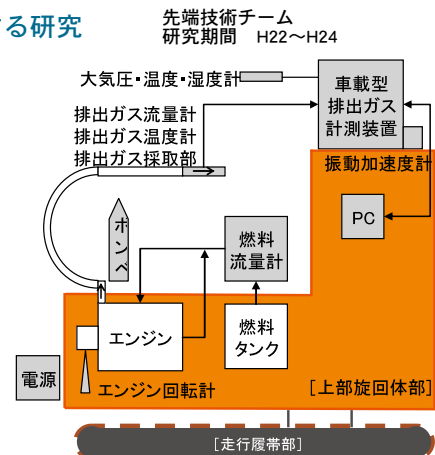 する研究
先端技術チーム
研究期間 H22～H24
大気圧・温度・湿度計
車載型
排出ガス
計測装置
排出ガス流量計
排出ガス温度計
排出ガス採取部
振動加速度計
PC
ボンベ
燃料
流量計
エンジン
燃料
タンク
電源
エンジン回転計
［上部旋回体部］
［走行履帯部］